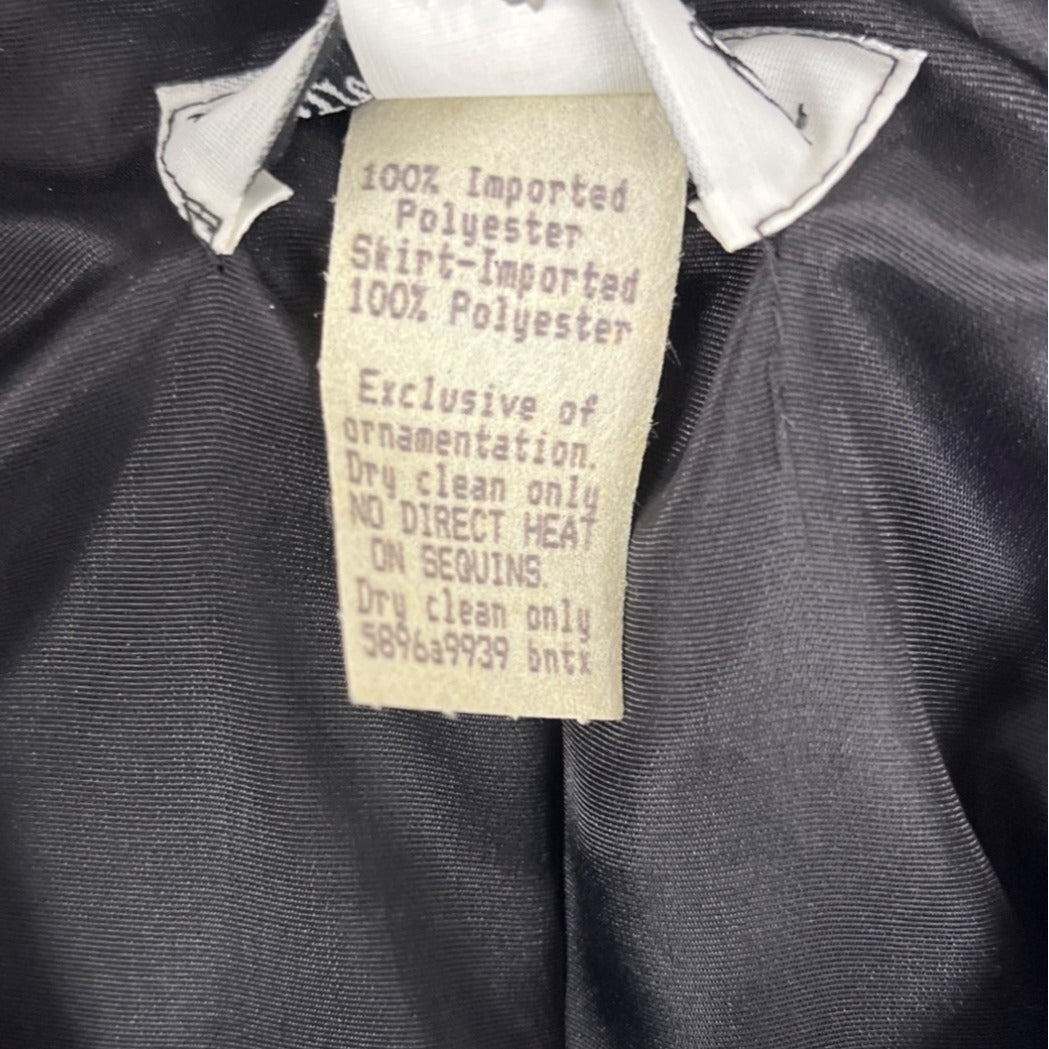 100% Imported
Polyester
Skirt-Imported
100% Polyester
Exclusive of
ornamentation.
Dry clean only
NO DIRECT HEAT
ON SEQUINS.
Dry clean only
5896a9939 bntx